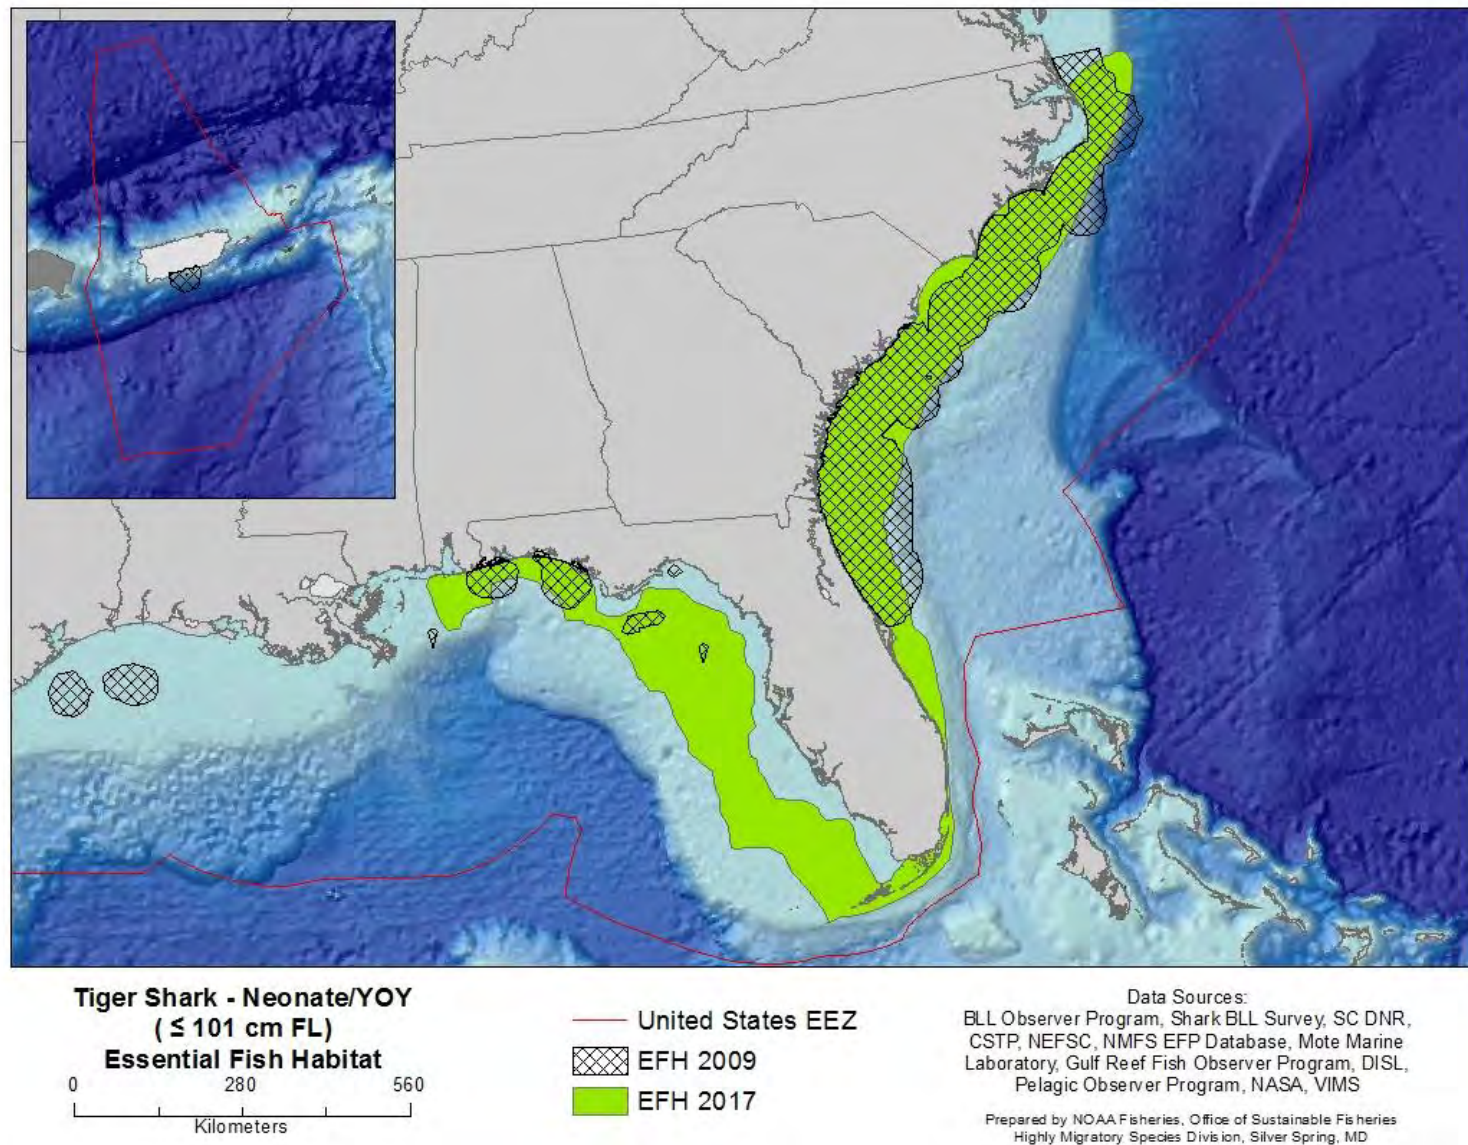 Tiger Shark - Neonate/YOY
( ≤ 101 cm FL)
Essential Fish Habitat
0 280 560
Kilometers
United States EEZ
EFH 2009
EFH 2017
Data Sources:
BLL Observer Program, Shark BLL Survey, SC DNR,
CSTP, NEFSC, NMFS EFP Database, Mote Marine
Laboratory, Gulf Reef Fish Observer Program, DISL,
Pelagic Observer Program, NASA, VIMS
Prepared by NOAA Fisheries, Office of Sustainable Fisheries
Highly Migratory Species Division, Silver Spring, MD